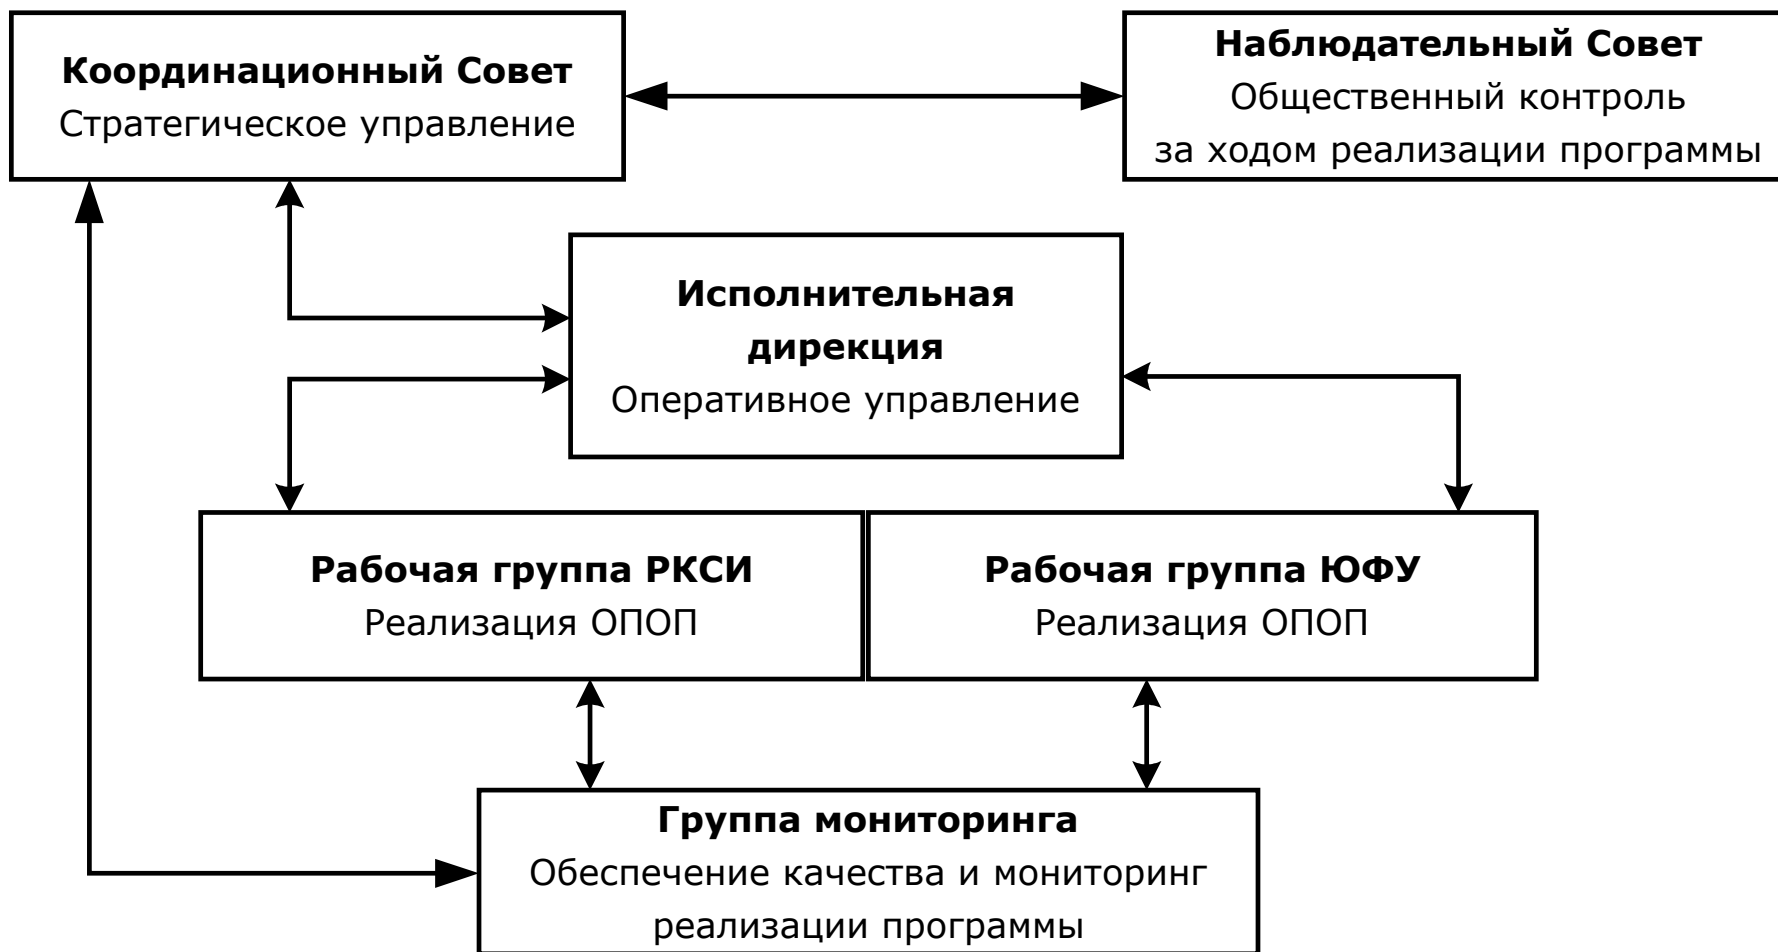 Координационный Совет
Стратегическое управление
Наблюдательный Совет
Общественный контроль
за ходом реализации программы
Исполнительная
дирекция
Оперативное управление
Рабочая группа РКСИ
Реализация ОПОП
Рабочая группа ЮФУ
Реализация ОПОП
Группа мониторинга
Обеспечение качества и мониторинг
реализации программы